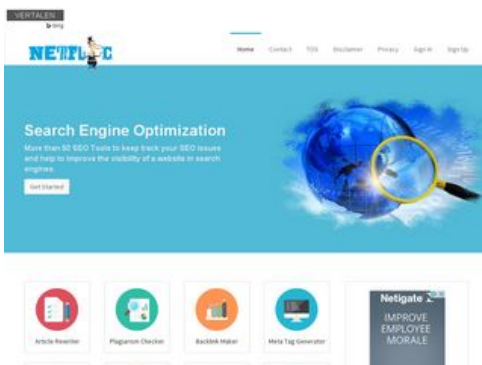 VERTALEN
bing
NETFL C
Home Contact TOS Disclaimer Privacy Sign In Sign Up
Search Engine Optimization
More than 50 SEO Tools to keep track your SEO issues
and help to improve the visibility of a website in search
engines.
Get Started
Netigate
IMPROVE
EMPLOYEE
MORALE
Article Rewriter Plagiarism Checker Backlink Maker Meta Tag Generator